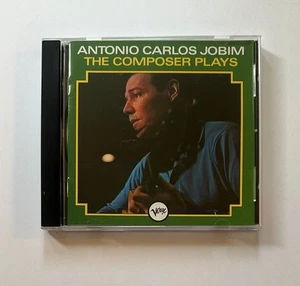 ANTONIO CARLOS JOBIM
THE COMPOSER PLAYS
Verve